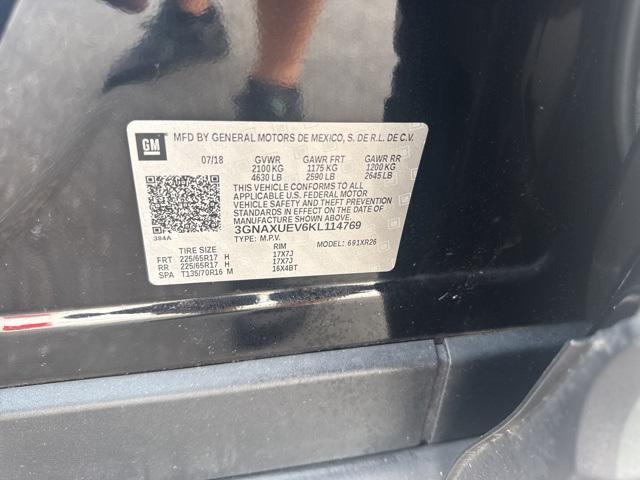 GM
MFD BY GENERAL MOTORS DE MEXICO, S. DE R.L. DE C.V.
07/18 GVWR GAWR FRT GAWR RR
2100 KG 1175 KG 1200 KG
4630 LB 2590 LB 2645 LB
THIS VEHICLE CONFORMS TO ALL
APPLICABLE U.S. FEDERAL MOTOR
VEHICLE SAFETY AND THEFT PREVENTION
STANDARDS IN EFFECT ON THE DATE OF
MANUFACTURE SHOWN ABOVE.
3GNAXUEV6KL114769
384A
TYPE: M.P.V. MODEL: 691XR26
TIRE SIZE RIM
FRT 225/65R17 H 17X7J
RR 225/65R17 H 17X7J
SPA T135/70R16 M 16X4BT